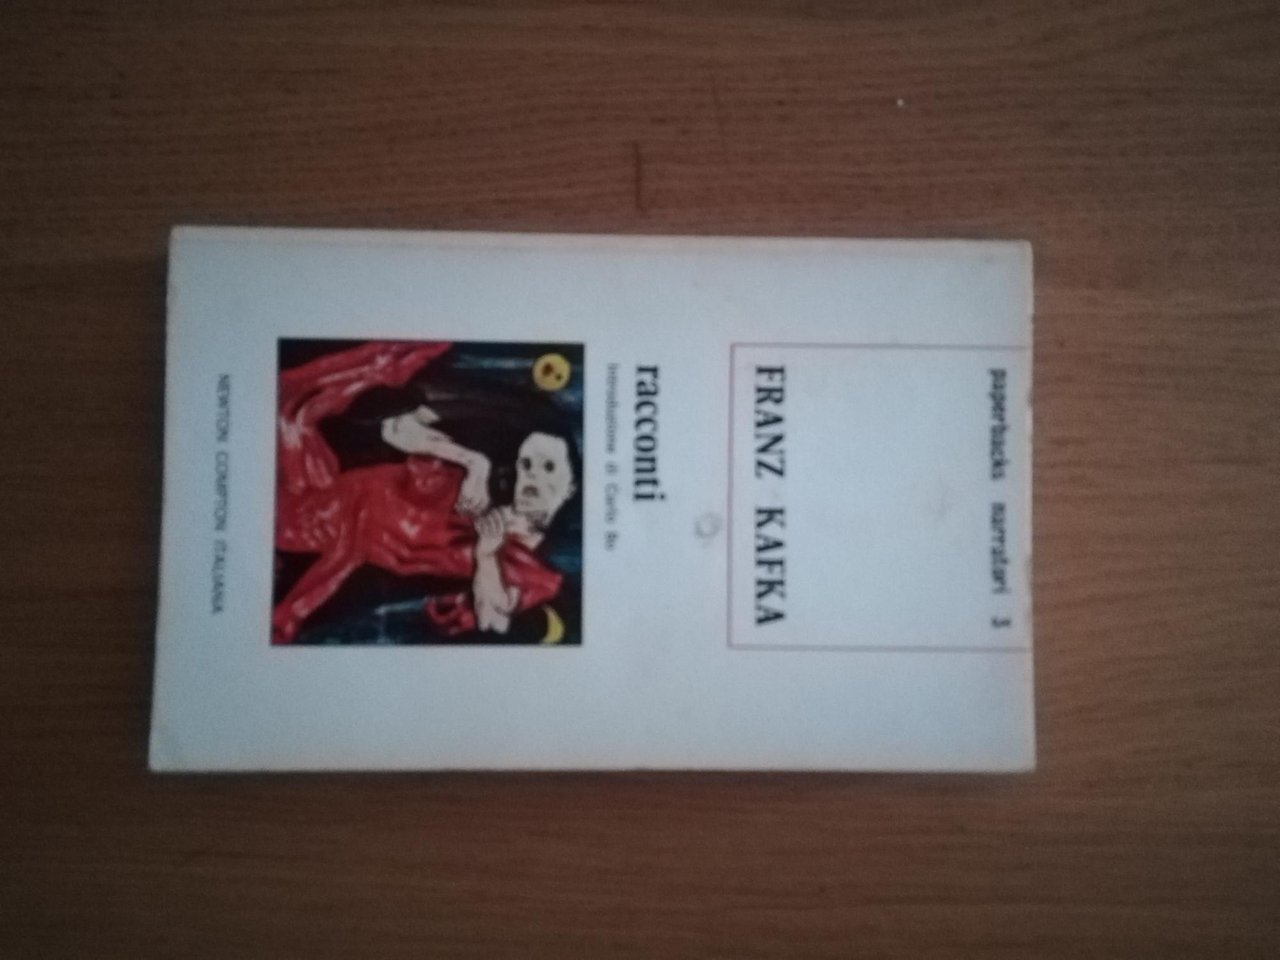 paperbacks narratori 3
FRANZ KAFKA
racconti
Introduzione di Carlo Bo
NEWTON COMPTON ITALIANA